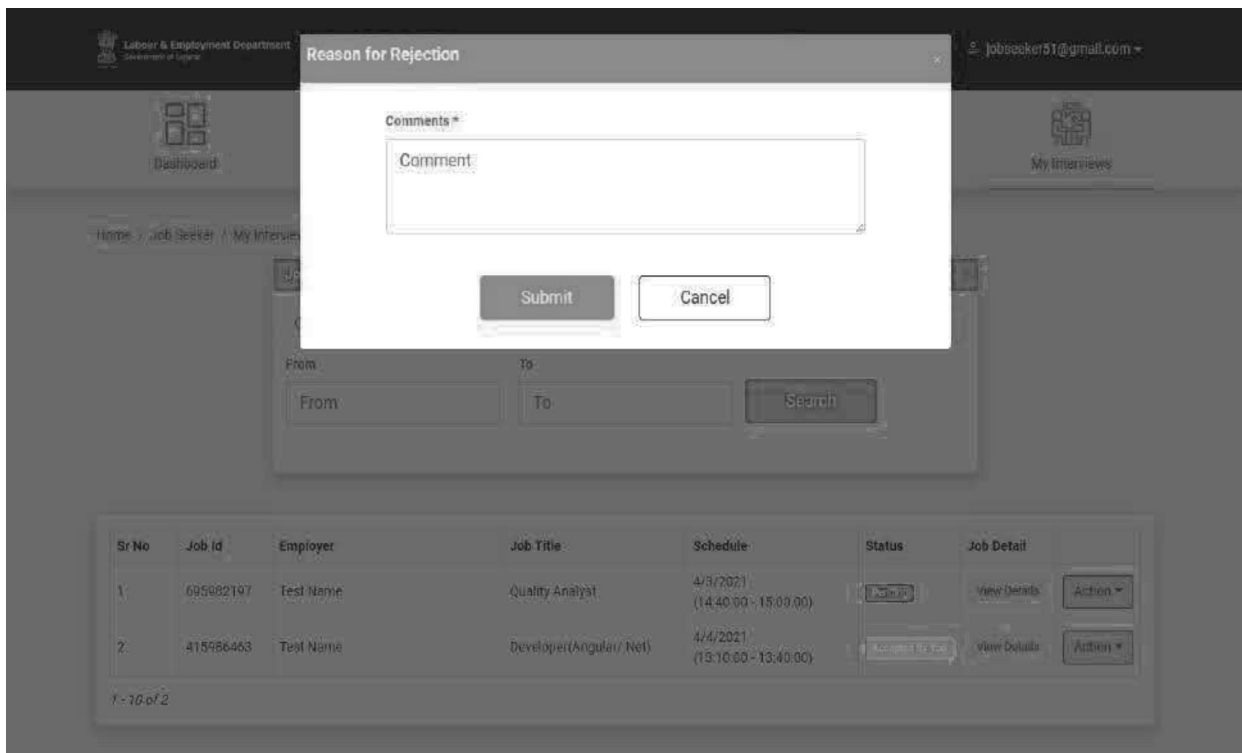 Labour & Employment Department
Government of Gujarat
Reason for Rejection
×
jobseeker51@gmail.com
Dashboard
My Interviews
Comments *
Comment
Submit
Cancel
Home / Job Seeker /  My
From
To
From
To
Search
Sr No Job Id Employer Job Title Schedule Status Job Detail
1 695982197 Test Name Quality Analyst 4/3/2021 View Details Action
(14:40:00 - 15:00:00)
2 415986463 Test Name Developer(Angular/ Net) 4/4/2021 Accepted By You View Details Action
(13:10:00 - 13:40:00)
1 - 10 of 2